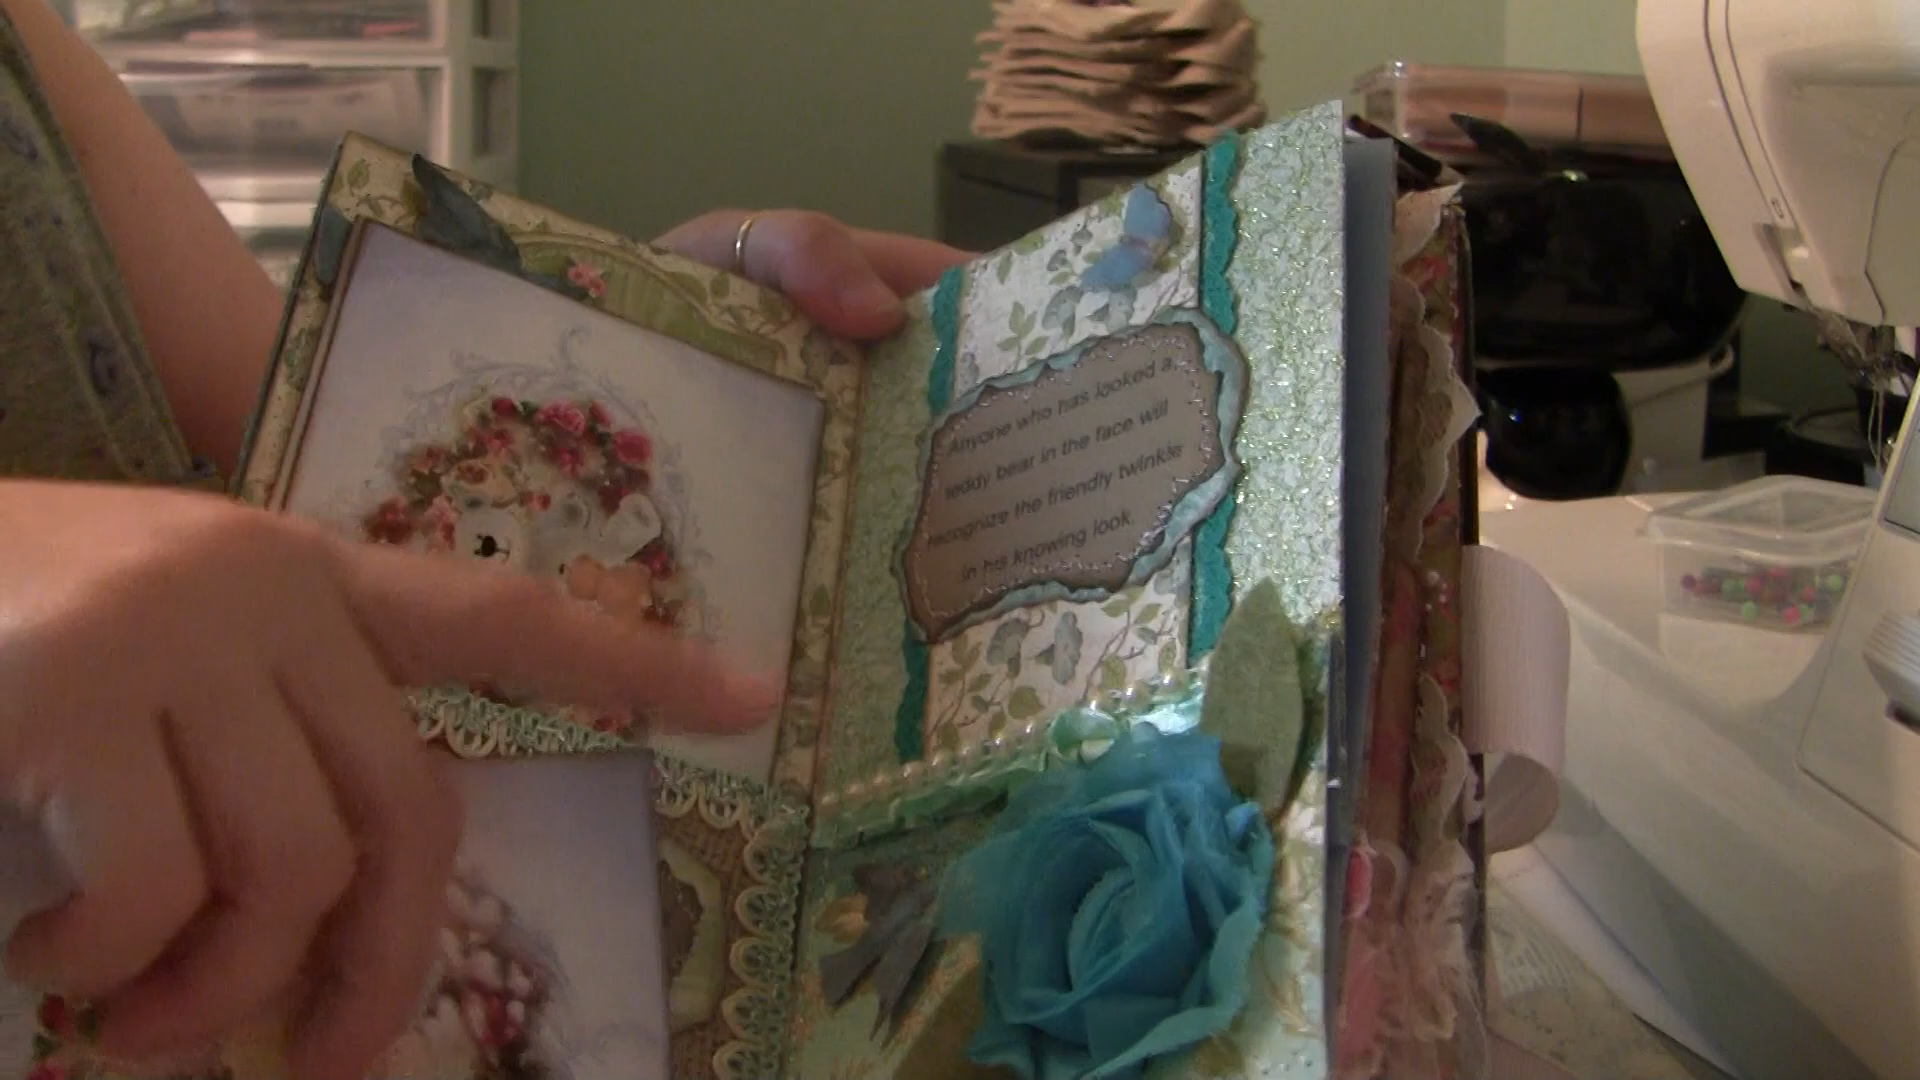 Anyone who has looked a
teddy bear in the face will
recognize the friendly twinkle
in his knowing look.